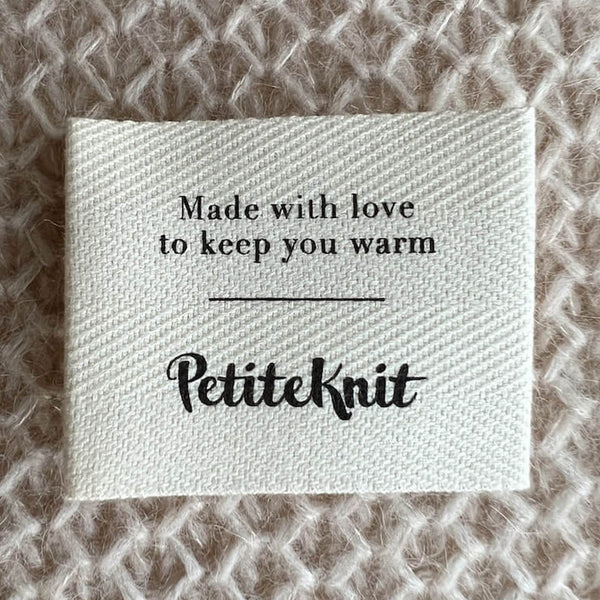 Made with love
to keep you warm
PetiteKnit